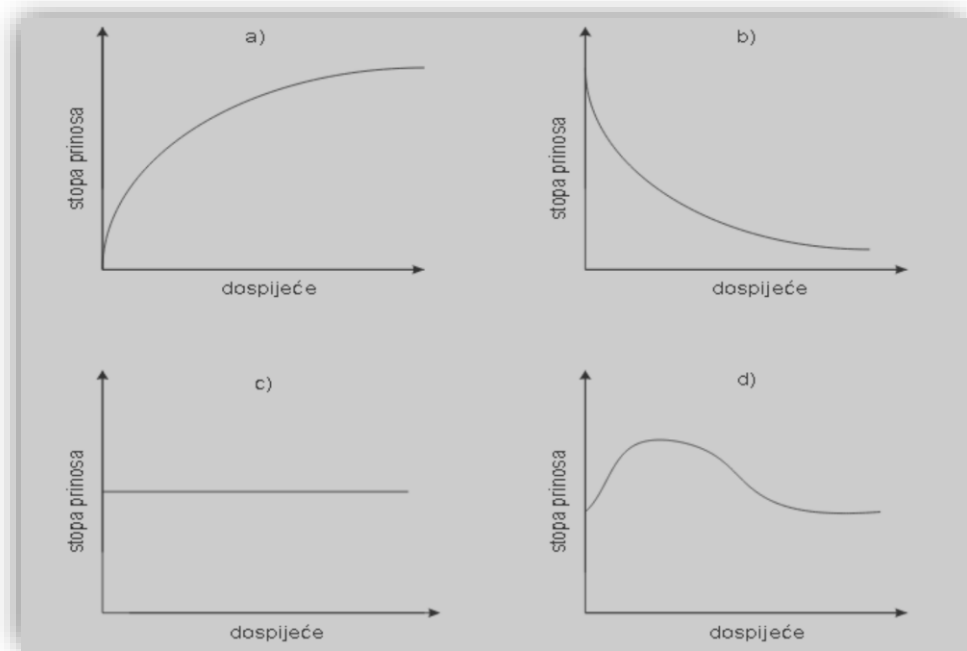 a)
stopa prinosa
dospijeće
b)
stopa prinosa
dospijeće
c)
stopa prinosa
dospijeće
d)
stopa prinosa
dospijeće